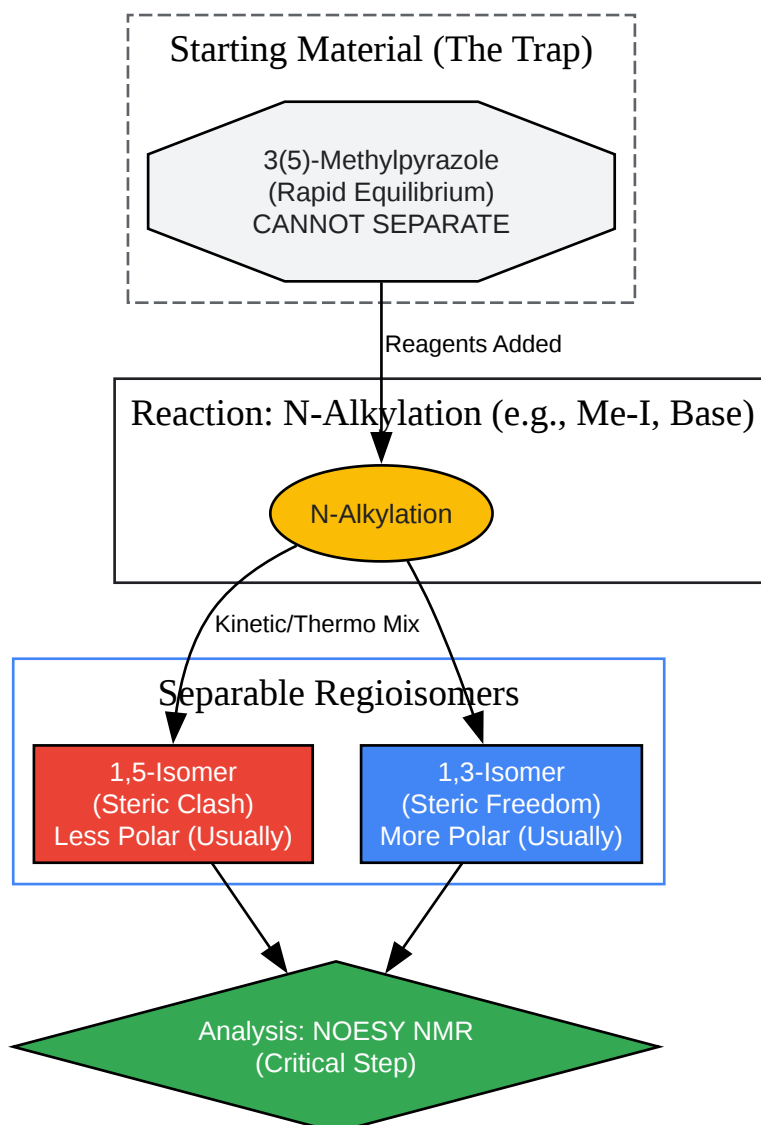 Starting Material (The Trap)
3(5)-Methylpyrazole
(Rapid Equilibrium)
CANNOT SEPARATE
Reagents Added
Reaction: N-Alkylation (e.g., Me-I, Base)
N-Alkylation
Kinetic/Thermo Mix
Separable Regioisomers
1,5-Isomer
(Steric Clash)
Less Polar (Usually)
1,3-Isomer
(Steric Freedom)
More Polar (Usually)
Analysis: NOESY NMR
(Critical Step)